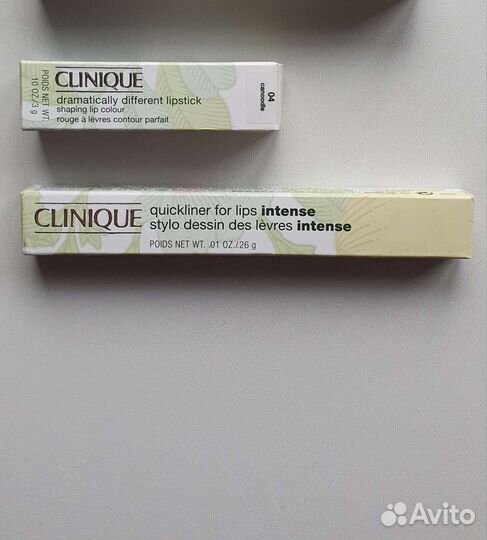 POIDS NET WT.
.10 OZ/3 g
CLINIQUE
dramatically different lipstick
shaping lip colour
rouge à lèvres contour parfait
04
canoodle
CLINIQUE
quickliner for lips intense
stylo dessin des lèvres intense
POIDS NET WT. .01 OZ./.26 g
Avito